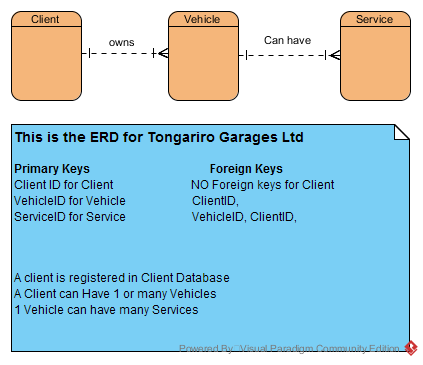 Client Vehicle Service
owns Can have
This is the ERD for Tongariro Garages Ltd
Primary Keys Foreign Keys
Client ID for Client NO Foreign keys for Client
VehicleID for Vehicle ClientID,
ServiceID for Service VehicleID, ClientID,
A client is registered in Client Database
A Client can Have 1 or many Vehicles
1 Vehicle can have many Services
Powered By Visual Paradigm Community Edition